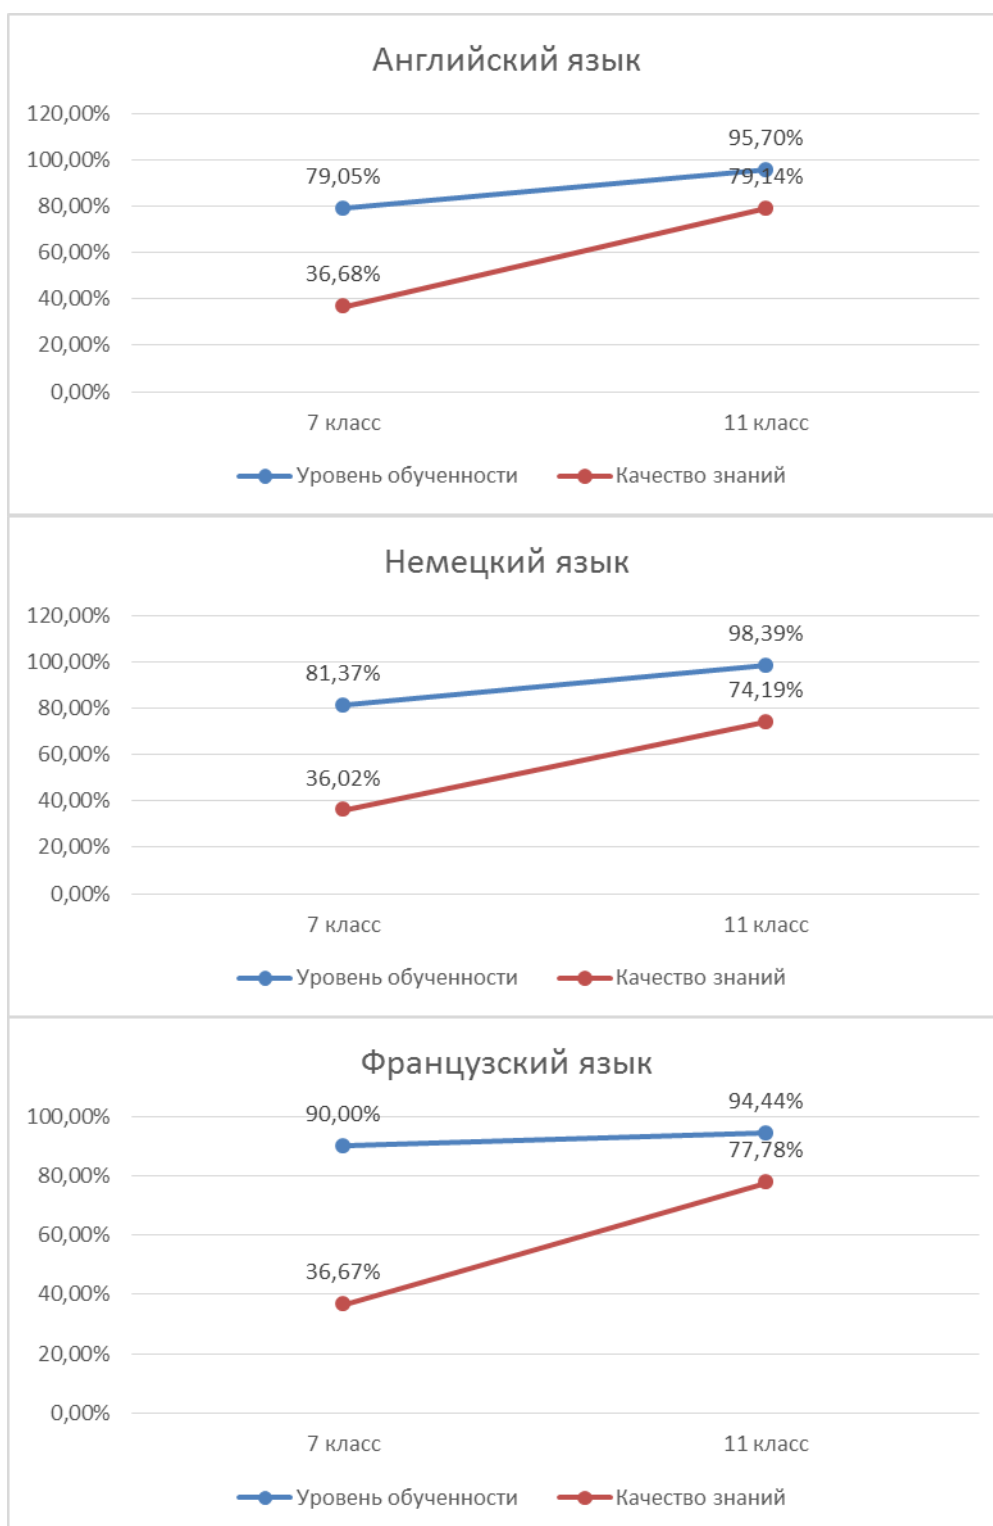 Английский язык
120,00%
100,00%
80,00%
60,00%
40,00%
20,00%
0,00%
79,05%
95,70%
36,68%
79,14%
7 класс
11 класс
Уровень обученности
Качество знаний
Немецкий язык
120,00%
100,00%
80,00%
60,00%
40,00%
20,00%
0,00%
81,37%
98,39%
36,02%
74,19%
7 класс
11 класс
Уровень обученности
Качество знаний
Французский язык
100,00%
80,00%
60,00%
40,00%
20,00%
0,00%
90,00%
94,44%
36,67%
77,78%
7 класс
11 класс
Уровень обученности
Качество знаний